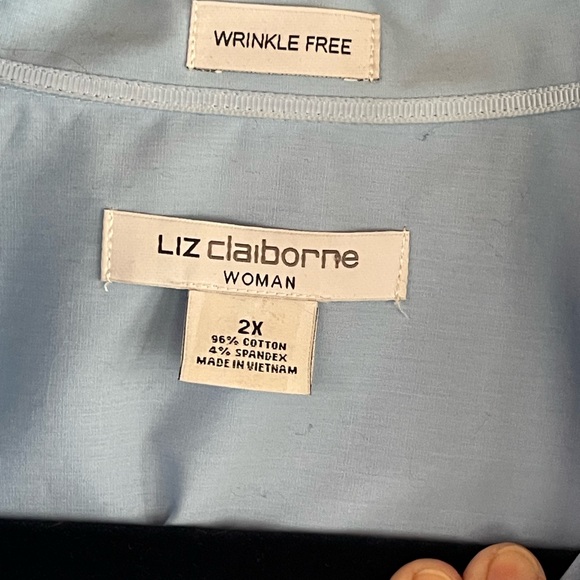 WRINKLE FREE
LIZ claiborne
WOMAN
2X
96% COTTON
4% SPANDEX
MADE IN VIETNAM